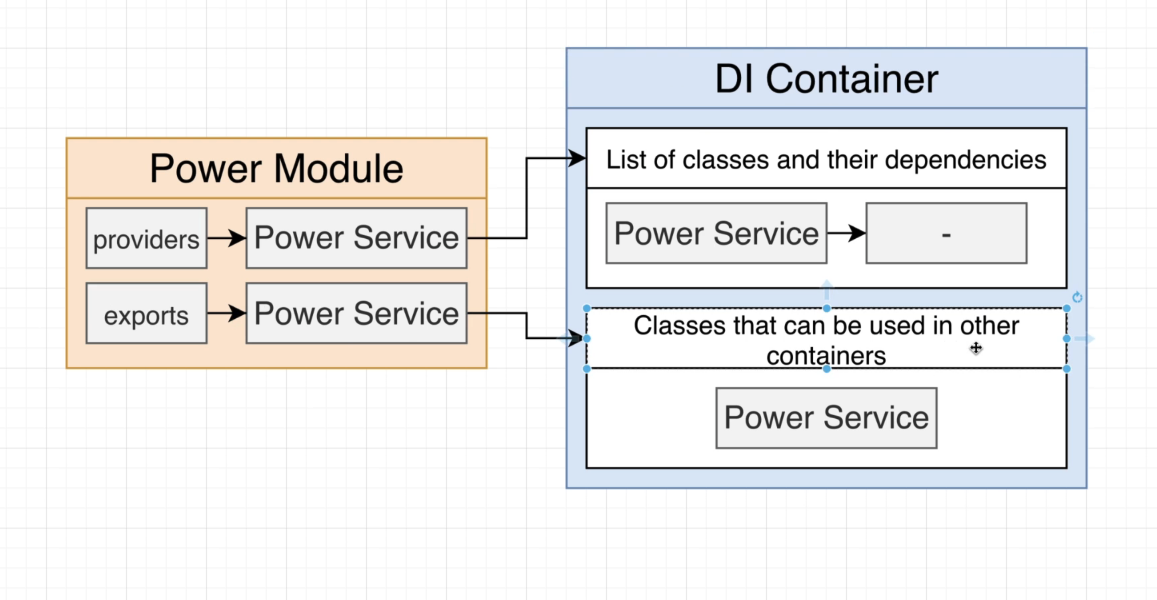 DI Container
Power Module
List of classes and their dependencies
providers
Power Service
Power Service
-
exports
Power Service
Classes that can be used in other
containers
Power Service